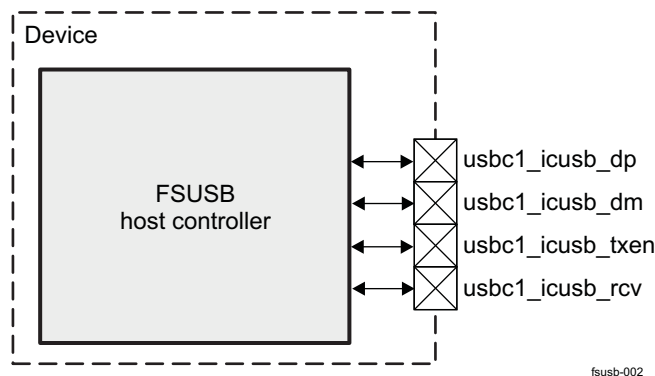 Device
FSUSB
host controller
usbc1_icusb_dp
usbc1_icusb_dm
usbc1_icusb_txen
usbc1_icusb_rcv
fsusb-002